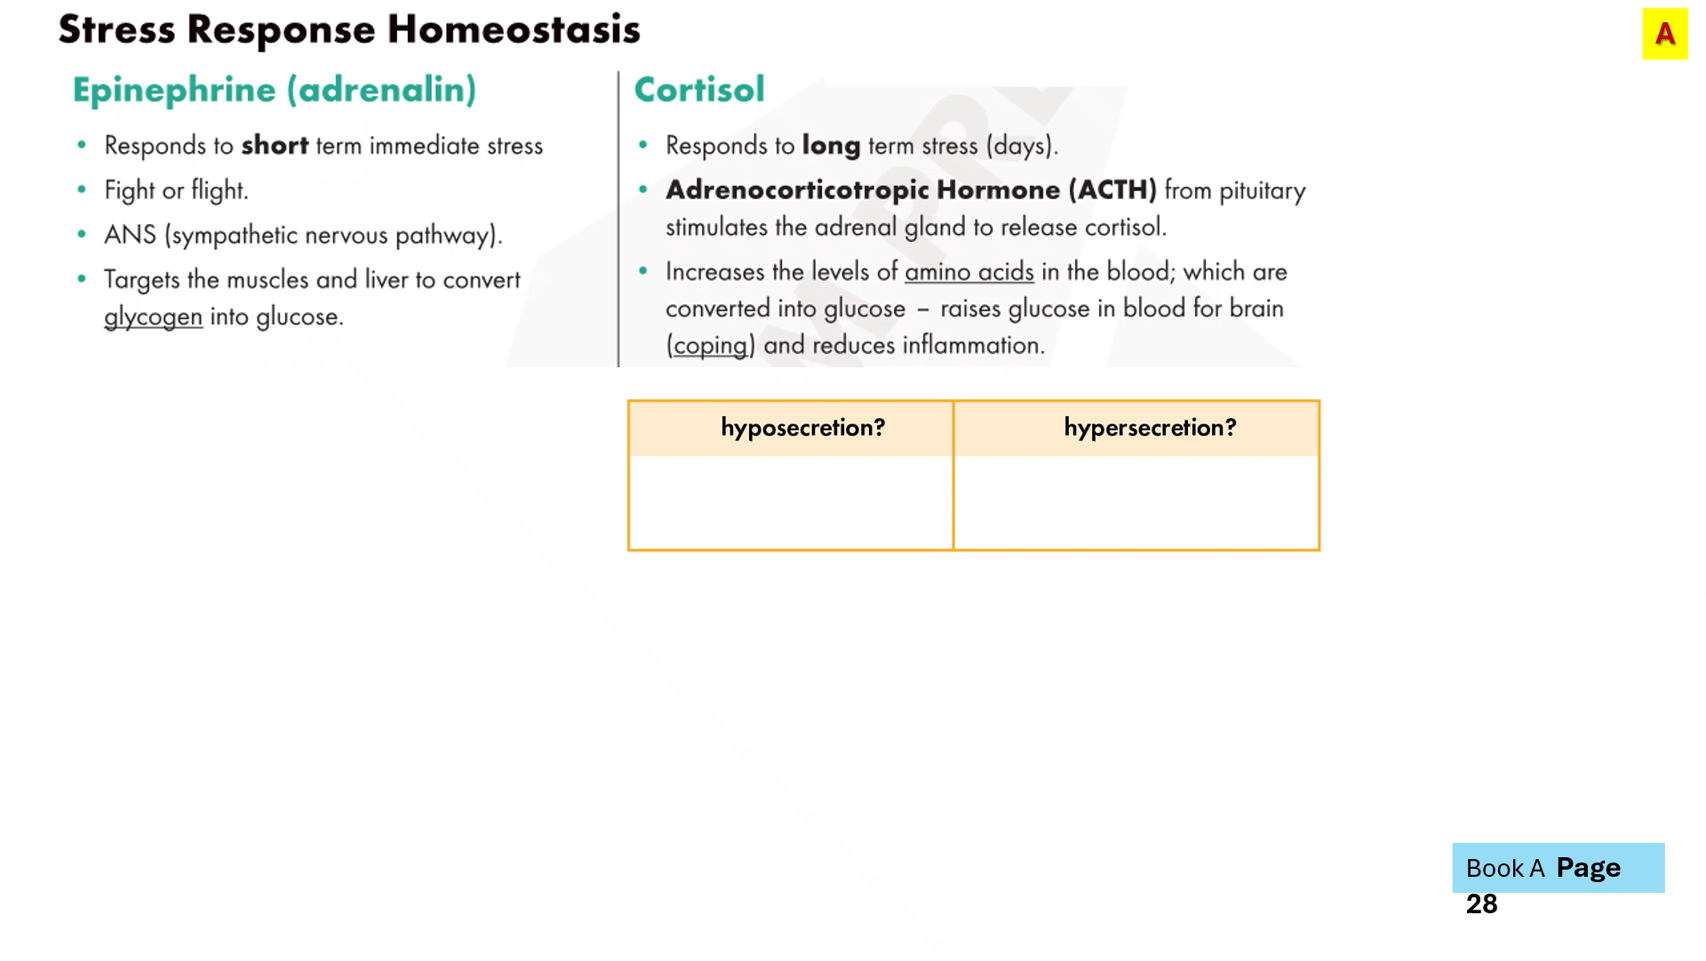 Stress Response Homeostasis
A
Epinephrine (adrenalin)
• Responds to short term immediate stress
• Fight or flight.
• ANS (sympathetic nervous pathway).
• Targets the muscles and liver to convert
glycogen into glucose.
Cortisol
• Responds to long term stress (days).
• Adrenocorticotropic Hormone (ACTH) from pituitary
stimulates the adrenal gland to release cortisol.
• Increases the levels of amino acids in the blood; which are
converted into glucose – raises glucose in blood for brain
(coping) and reduces inflammation.
hyposecretion?
hypersecretion?
Book A Page
28